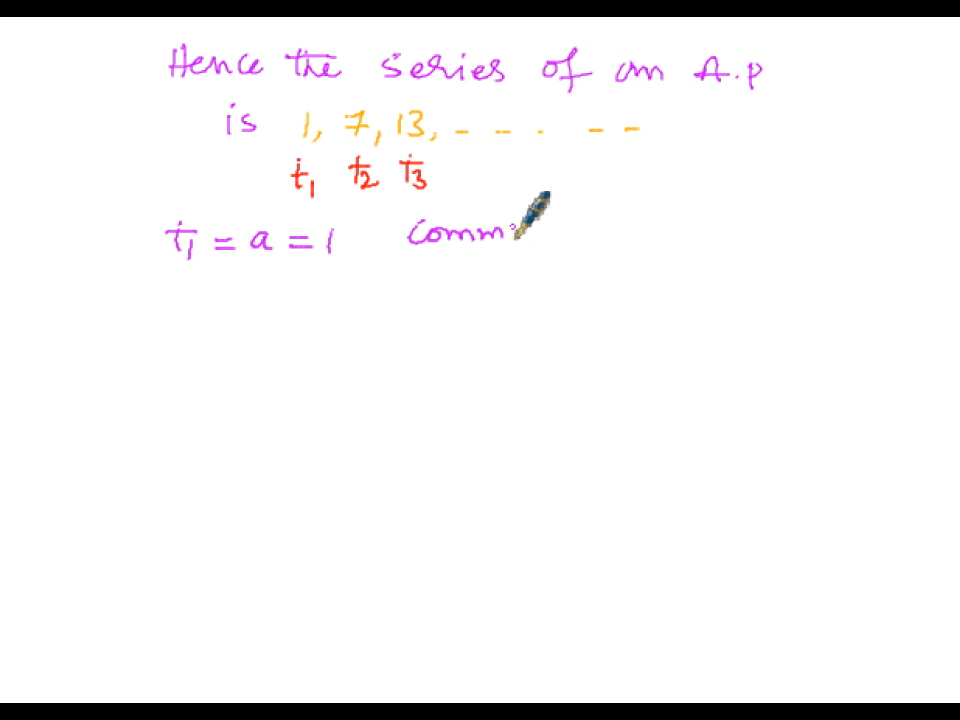 Hence the series of an A.p
is 1, 7, 13, - - - - -
t1 t2 t3
t1 = a = 1 comm